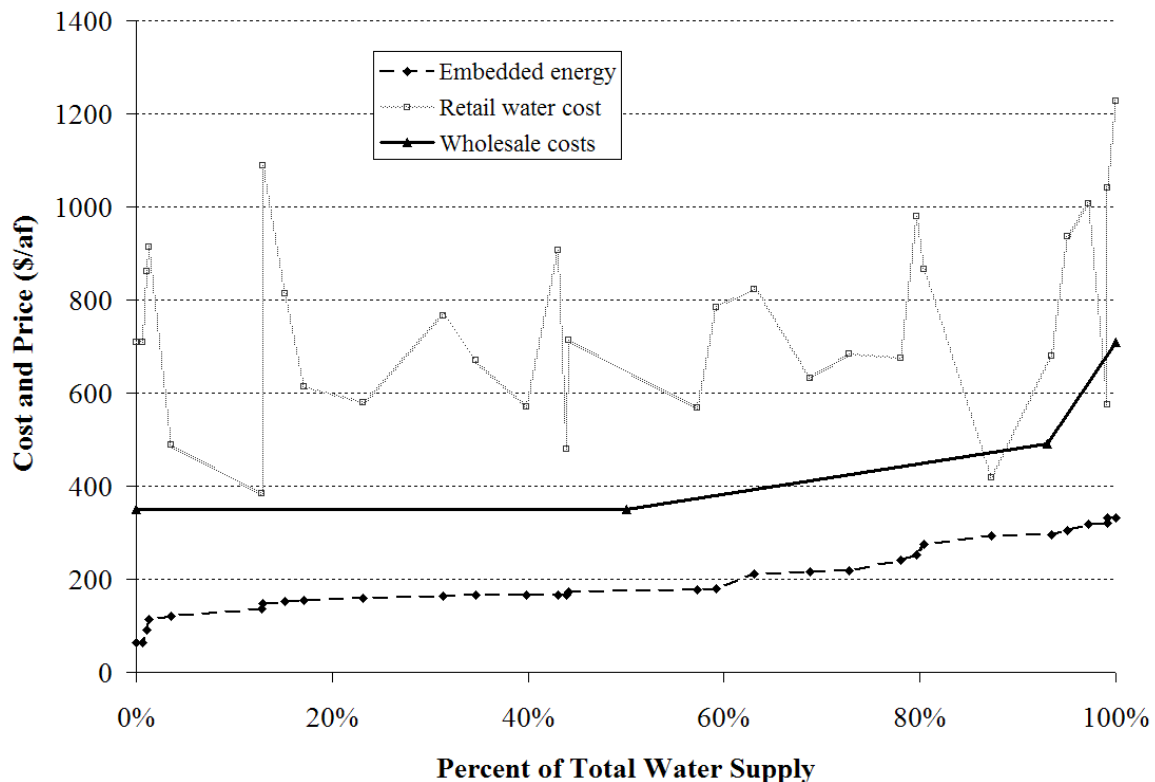 1400
1200
1000
800
600
400
200
0
Cost and Price ($/af)
Embedded energy
Retail water cost
Wholesale costs
0%
20%
40%
60%
80%
100%
Percent of Total Water Supply